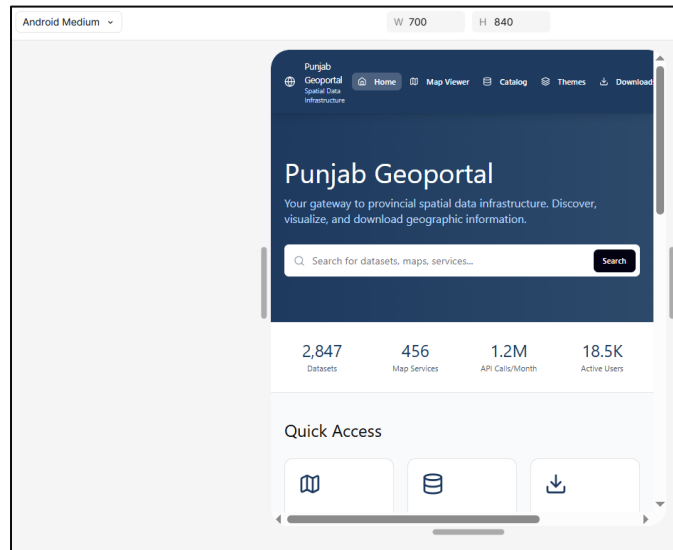 Android Medium
W 700 H 840
Punjab
Geoportal
Spatial Data
Infrastructure
Home Map Viewer Catalog Themes Downloads
Punjab Geoportal
Your gateway to provincial spatial data infrastructure. Discover,
visualize, and download geographic information.
Search for datasets, maps, services... Search
2,847 456 1.2M 18.5K
Datasets Map Services API Calls/Month Active Users
Quick Access